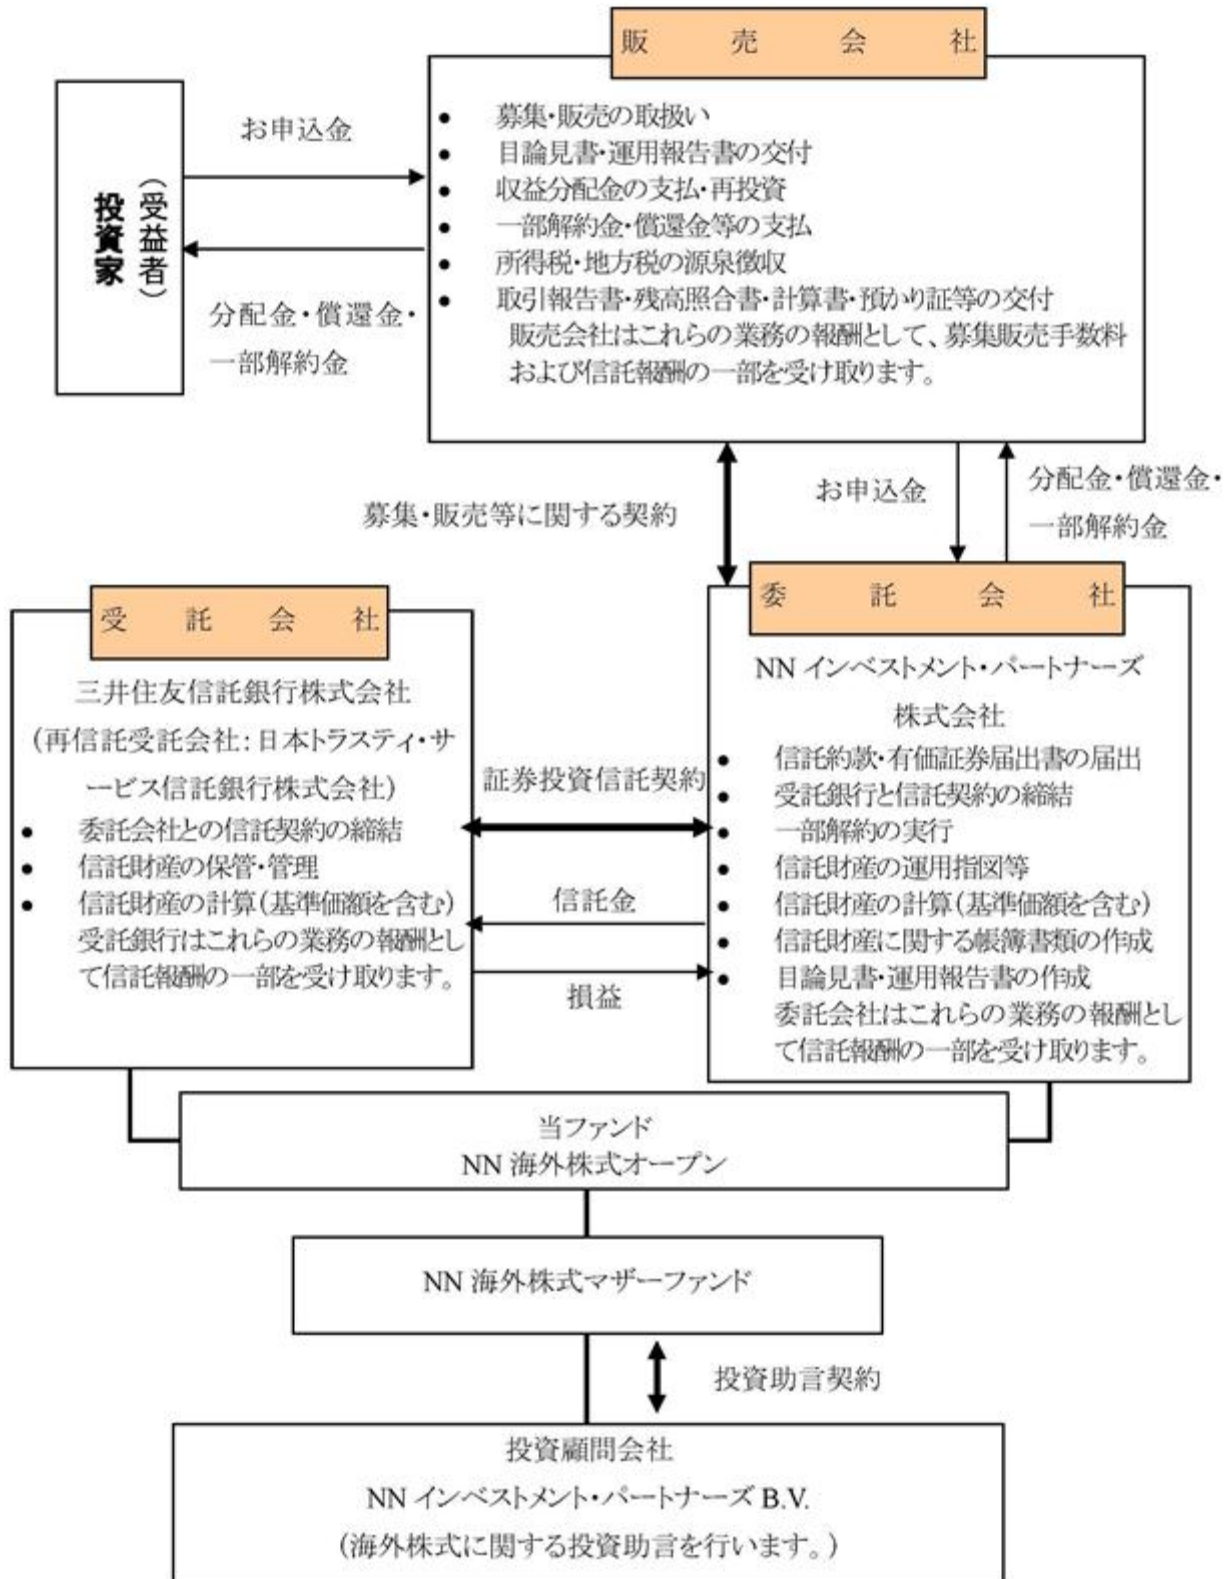 販売会社
投資家
(受益者)
お申込金
分配金・償還金・
一部解約金
● 募集・販売の取扱い
● 目論見書・運用報告書の交付
● 収益分配金の支払・再投資
● 一部解約金・償還金等の支払
● 所得税・地方税の源泉徴収
● 取引報告書・残高照合書・計算書・預かり証等の交付
販売会社はこれらの業務の報酬として、募集販売手数料
および信託報酬の一部を受け取ります。
募集・販売等に関する契約
お申込金
分配金・償還金・
一部解約金
受託会社
三井住友信託銀行株式会社
(再信託受託会社:日本トラスティ・サ
ービス信託銀行株式会社)
● 委託会社との信託契約の締結
● 信託財産の保管・管理
● 信託財産の計算(基準価額を含む)
受託銀行はこれらの業務の報酬とし
て信託報酬の一部を受け取ります。
証券投資信託契約
信託金
損益
委託会社
NN インベストメント・パートナーズ
株式会社
● 信託約款・有価証券届出書の届出
● 受託銀行と信託契約の締結
● 一部解約の実行
● 信託財産の運用指図等
● 信託財産の計算(基準価額を含む)
● 信託財産に関する帳簿書類の作成
● 目論見書・運用報告書の作成
委託会社はこれらの業務の報酬とし
て信託報酬の一部を受け取ります。
当ファンド
NN 海外株式オープン
NN 海外株式マザーファンド
投資助言契約
投資顧問会社
NN インベストメント・パートナーズ B.V.
(海外株式に関する投資助言を行います。)